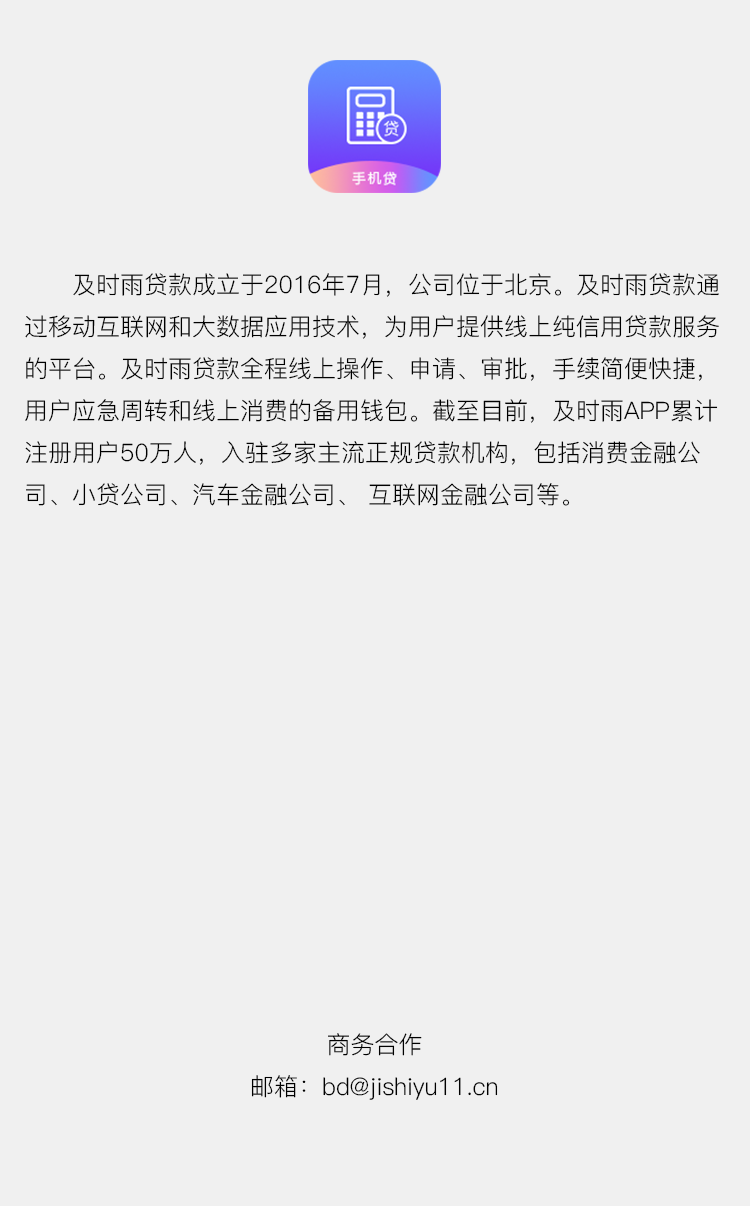 贷
手机贷
及时雨贷款成立于2016年7月，公司位于北京。及时雨贷款通
过移动互联网和大数据应用技术，为用户提供线上纯信用贷款服务
的平台。及时雨贷款全程线上操作、申请、审批，手续简便快捷，
用户应急周转和线上消费的备用钱包。截至目前，及时雨APP累计
注册用户50万人，入驻多家主流正规贷款机构，包括消费金融公
司、小贷公司、汽车金融公司、 互联网金融公司等。
商务合作
邮箱：bd@jishiyu11.cn